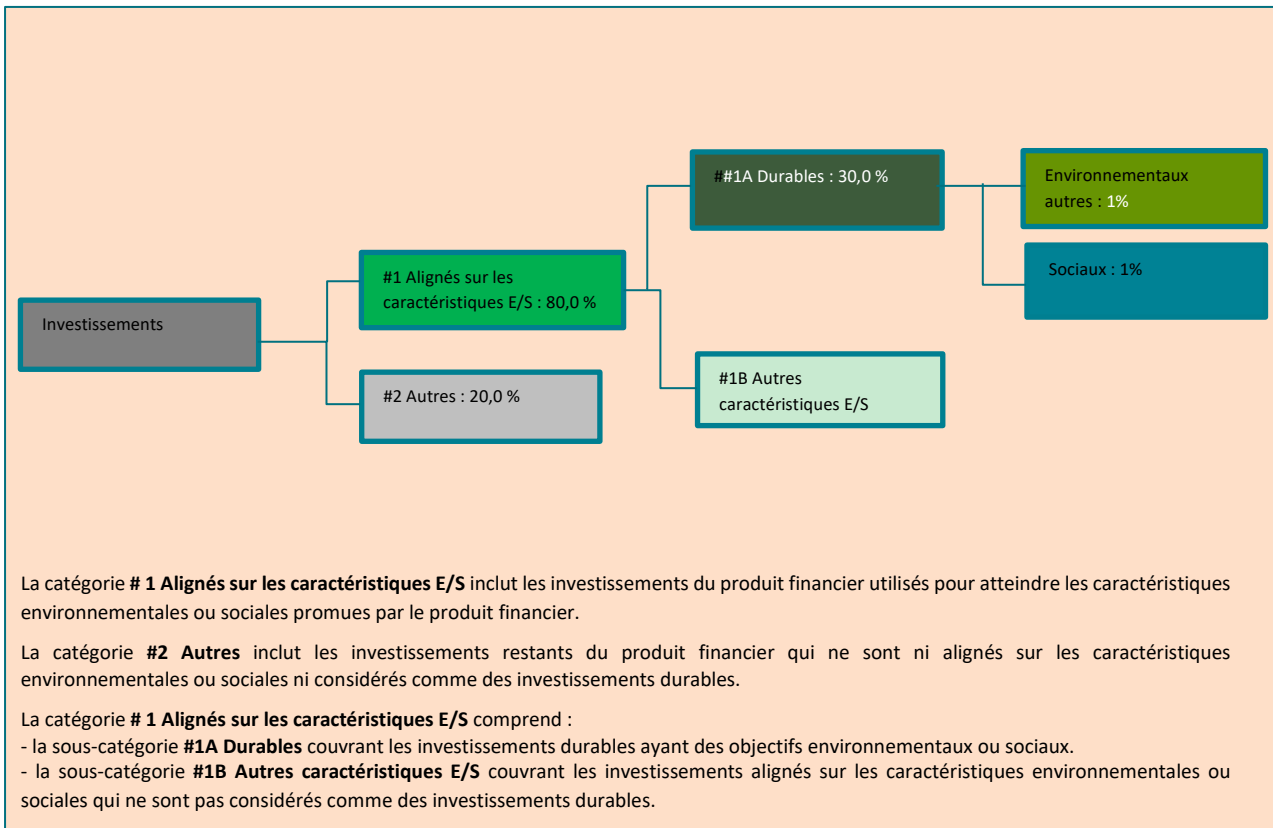 ##1A Durables : 30,0 %
Environnementaux
autres : 1%
#1 Alignés sur les
caractéristiques E/S : 80,0 %
Sociaux : 1%
Investissements
#2 Autres : 20,0 %
#1B Autres
caractéristiques E/S
La catégorie # 1 Alignés sur les caractéristiques E/S inclut les investissements du produit financier utilisés pour atteindre les caractéristiques
environnementales ou sociales promues par le produit financier.
La catégorie #2 Autres inclut les investissements restants du produit financier qui ne sont ni alignés sur les caractéristiques
environnementales ou sociales ni considérés comme des investissements durables.
La catégorie # 1 Alignés sur les caractéristiques E/S comprend :
- la sous-catégorie #1A Durables couvrant les investissements durables ayant des objectifs environnementaux ou sociaux.
- la sous-catégorie #1B Autres caractéristiques E/S couvrant les investissements alignés sur les caractéristiques environnementales ou
sociales qui ne sont pas considérés comme des investissements durables.